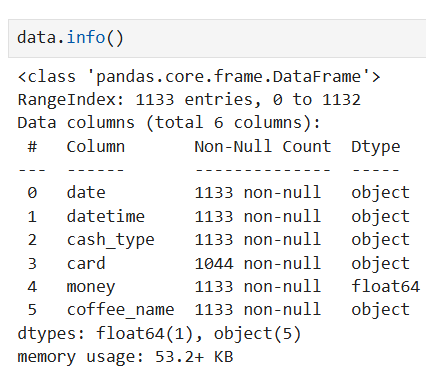 data.info()
<class 'pandas.core.frame.DataFrame'>
RangeIndex: 1133 entries, 0 to 1132
Data columns (total 6 columns):
 #   Column       Non-Null Count  Dtype
---  ------       --------------  -----
 0   date         1133 non-null   object
 1   datetime     1133 non-null   object
 2   cash_type    1133 non-null   object
 3   card         1044 non-null   object
 4   money        1133 non-null   float64
 5   coffee_name  1133 non-null   object
dtypes: float64(1), object(5)
memory usage: 53.2+ KB